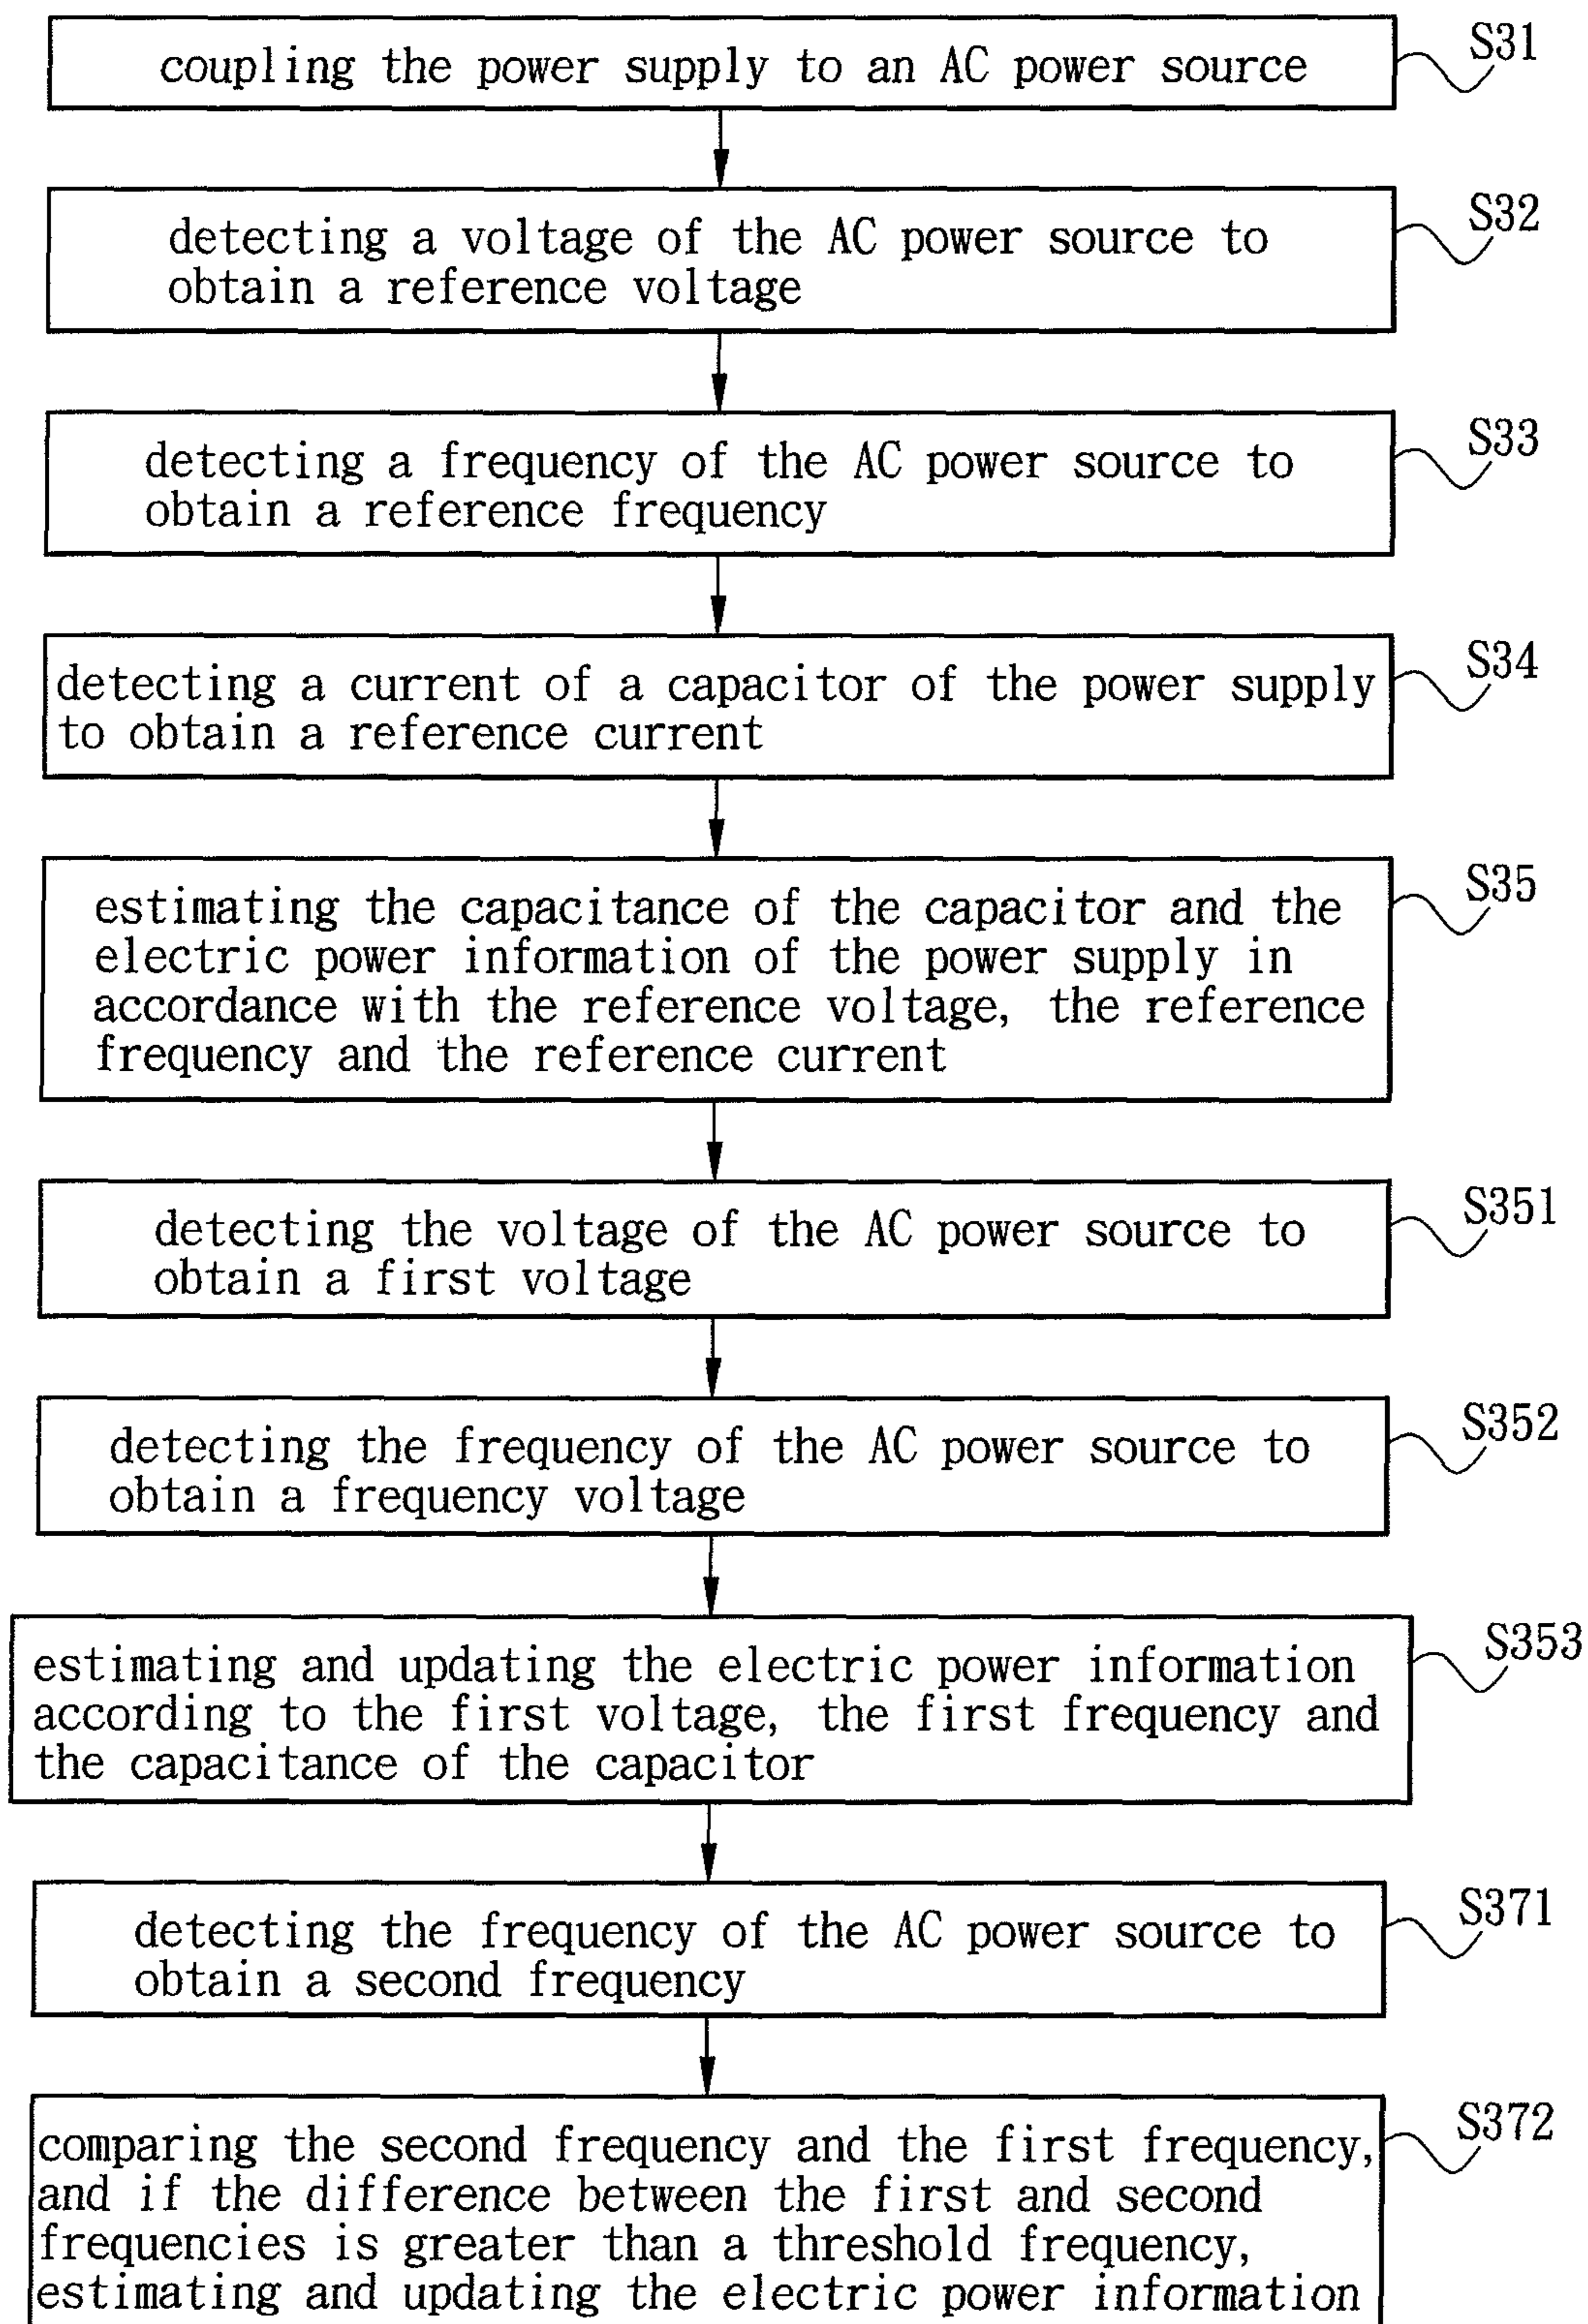 coupling the power supply to an AC power source
S31
detecting a voltage of the AC power source to
obtain a reference voltage
S32
detecting a frequency of the AC power source to
obtain a reference frequency
S33
detecting a current of a capacitor of the power supply
to obtain a reference current
S34
estimating the capacitance of the capacitor and the
electric power information of the power supply in
accordance with the reference voltage, the reference
frequency and the reference current
S35
detecting the voltage of the AC power source to
obtain a first voltage
S351
detecting the frequency of the AC power source to
obtain a frequency voltage
S352
estimating and updating the electric power information
according to the first voltage, the first frequency and
the capacitance of the capacitor
S353
detecting the frequency of the AC power source to
obtain a second frequency
S371
comparing the second frequency and the first frequency,
and if the difference between the first and second
frequencies is greater than a threshold frequency,
estimating and updating the electric power information
S372